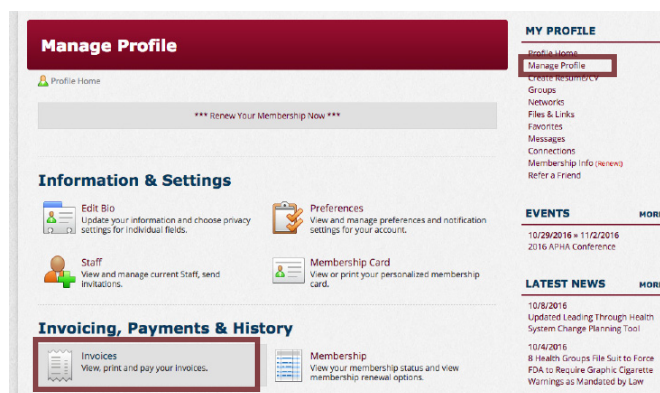 Manage Profile
Profile Home
*** Renew Your Membership Now ***
Information & Settings
Edit Bio
Update your information and choose privacy
settings for individual fields.
Preferences
View and manage preferences and notification
settings for your account.
Staff
View and manage current Staff, send
invitations.
Membership Card
View or print your personalized membership
card.
Invoicing, Payments & History
Invoices
View, print and pay your invoices.
Membership
View your membership status and view
membership renewal options.
MY PROFILE
Profile Home
Manage Profile
Create Resume/CV
Groups
Networks
Files & Links
Favorites
Messages
Connections
Membership Info (Renew)
Refer a Friend
EVENTS MORE
10/29/2016 » 11/2/2016
2016 APHA Conference
LATEST NEWS MORE
10/8/2016
Updated Leading Through Health
System Change Planning Tool
10/4/2016
8 Health Groups File Suit to Force
FDA to Require Graphic Cigarette
Warnings as Mandated by Law